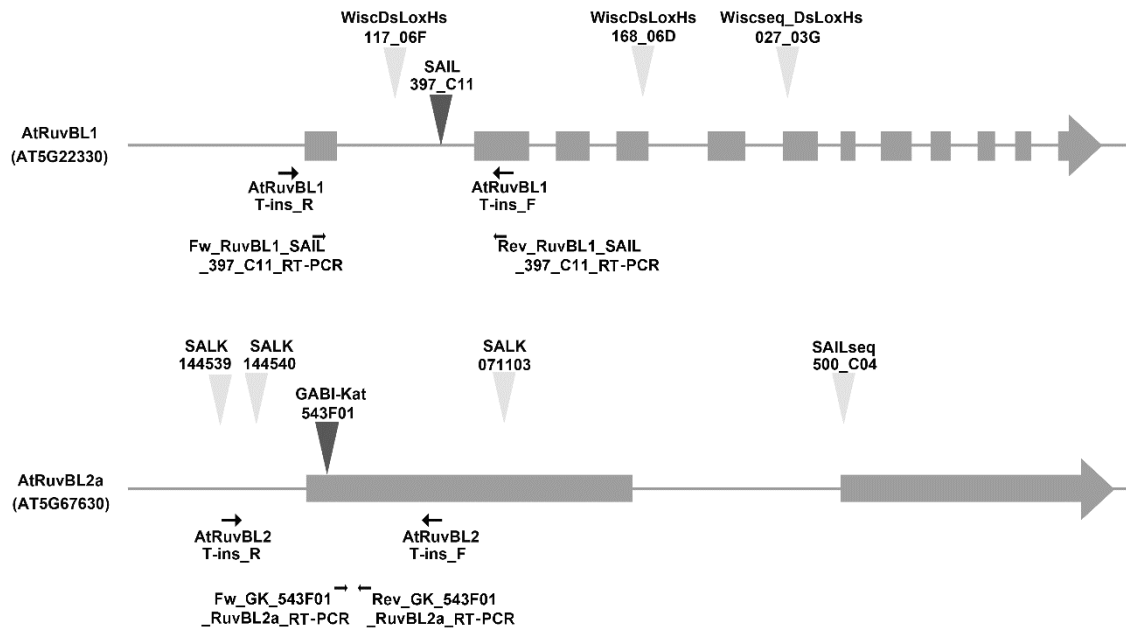 WiscDsLoxHs
117_06F
WiscDsLoxHs
168_06D
Wiscseq_DsLoxHs
027_03G
SAIL
397_C11
AtRuvBL1
(AT5G22330)
AtRuvBL1
T-ins_R
AtRuvBL1
T-ins_F
Fw_RuvBL1_SAIL
_397_C11_RT-PCR
Rev_RuvBL1_SAIL
_397_C11_RT-PCR
SALK
144539
SALK
144540
SALK
071103
SAILseq
500_C04
GABI-Kat
543F01
AtRuvBL2a
(AT5G67630)
AtRuvBL2
T-ins_R
AtRuvBL2
T-ins_F
Fw_GK_543F01
_RuvBL2a_RT-PCR
Rev_GK_543F01
_RuvBL2a_RT-PCR